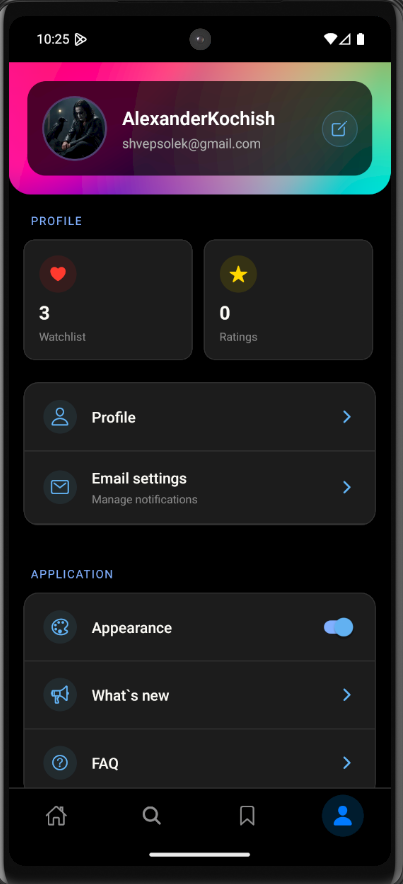 10:25
AlexanderKochish
shvepsolek@gmail.com
PROFILE
3
Watchlist
0
Ratings
Profile
Email settings
Manage notifications
APPLICATION
Appearance
What`s new
FAQ